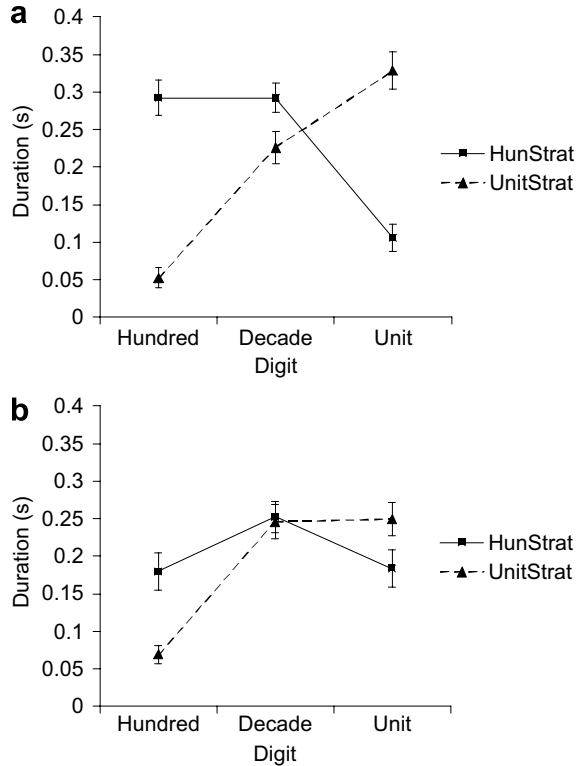 a
0.4
0.35
0.3
0.25
0.2
0.15
0.1
0.05
0
Duration (s)
Hundred Decade Unit
Digit
HunStrat
UnitStrat
b
0.4
0.35
0.3
0.25
0.2
0.15
0.1
0.05
0
Duration (s)
Hundred Decade Unit
Digit
HunStrat
UnitStrat